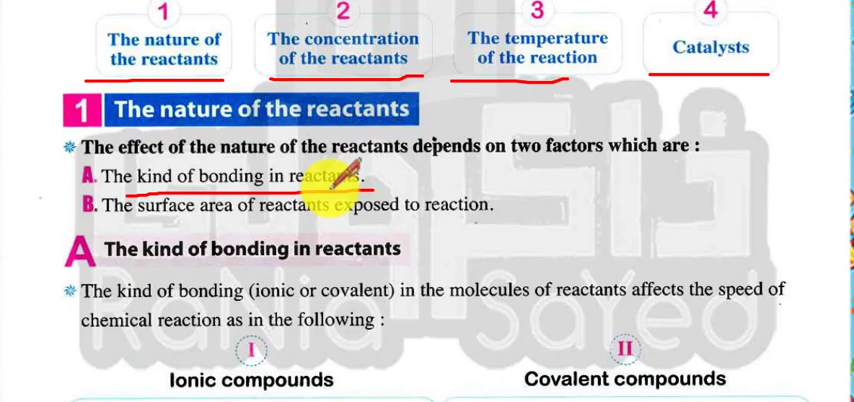 1
2
3
4
The nature of
the reactants
The concentration
of the reactants
The temperature
of the reaction
Catalysts
1 The nature of the reactants
* The effect of the nature of the reactants depends on two factors which are :
A. The kind of bonding in reactants.
B. The surface area of reactants exposed to reaction.
A The kind of bonding in reactants
* The kind of bonding (ionic or covalent) in the molecules of reactants affects the speed of
chemical reaction as in the following :
I
II
Ionic compounds
Covalent compounds
RaNia SaYed